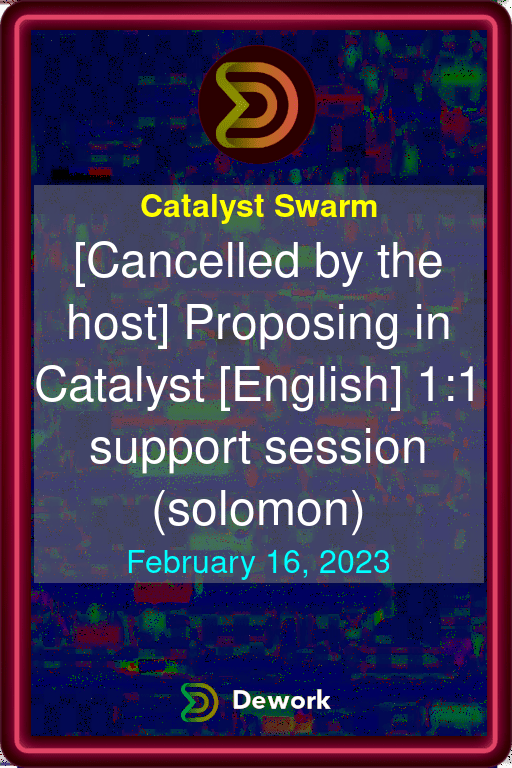 Catalyst Swarm
[Cancelled by the
host] Proposing in
Catalyst [English] 1:1
support session
(solomon)
February 16, 2023
Dework